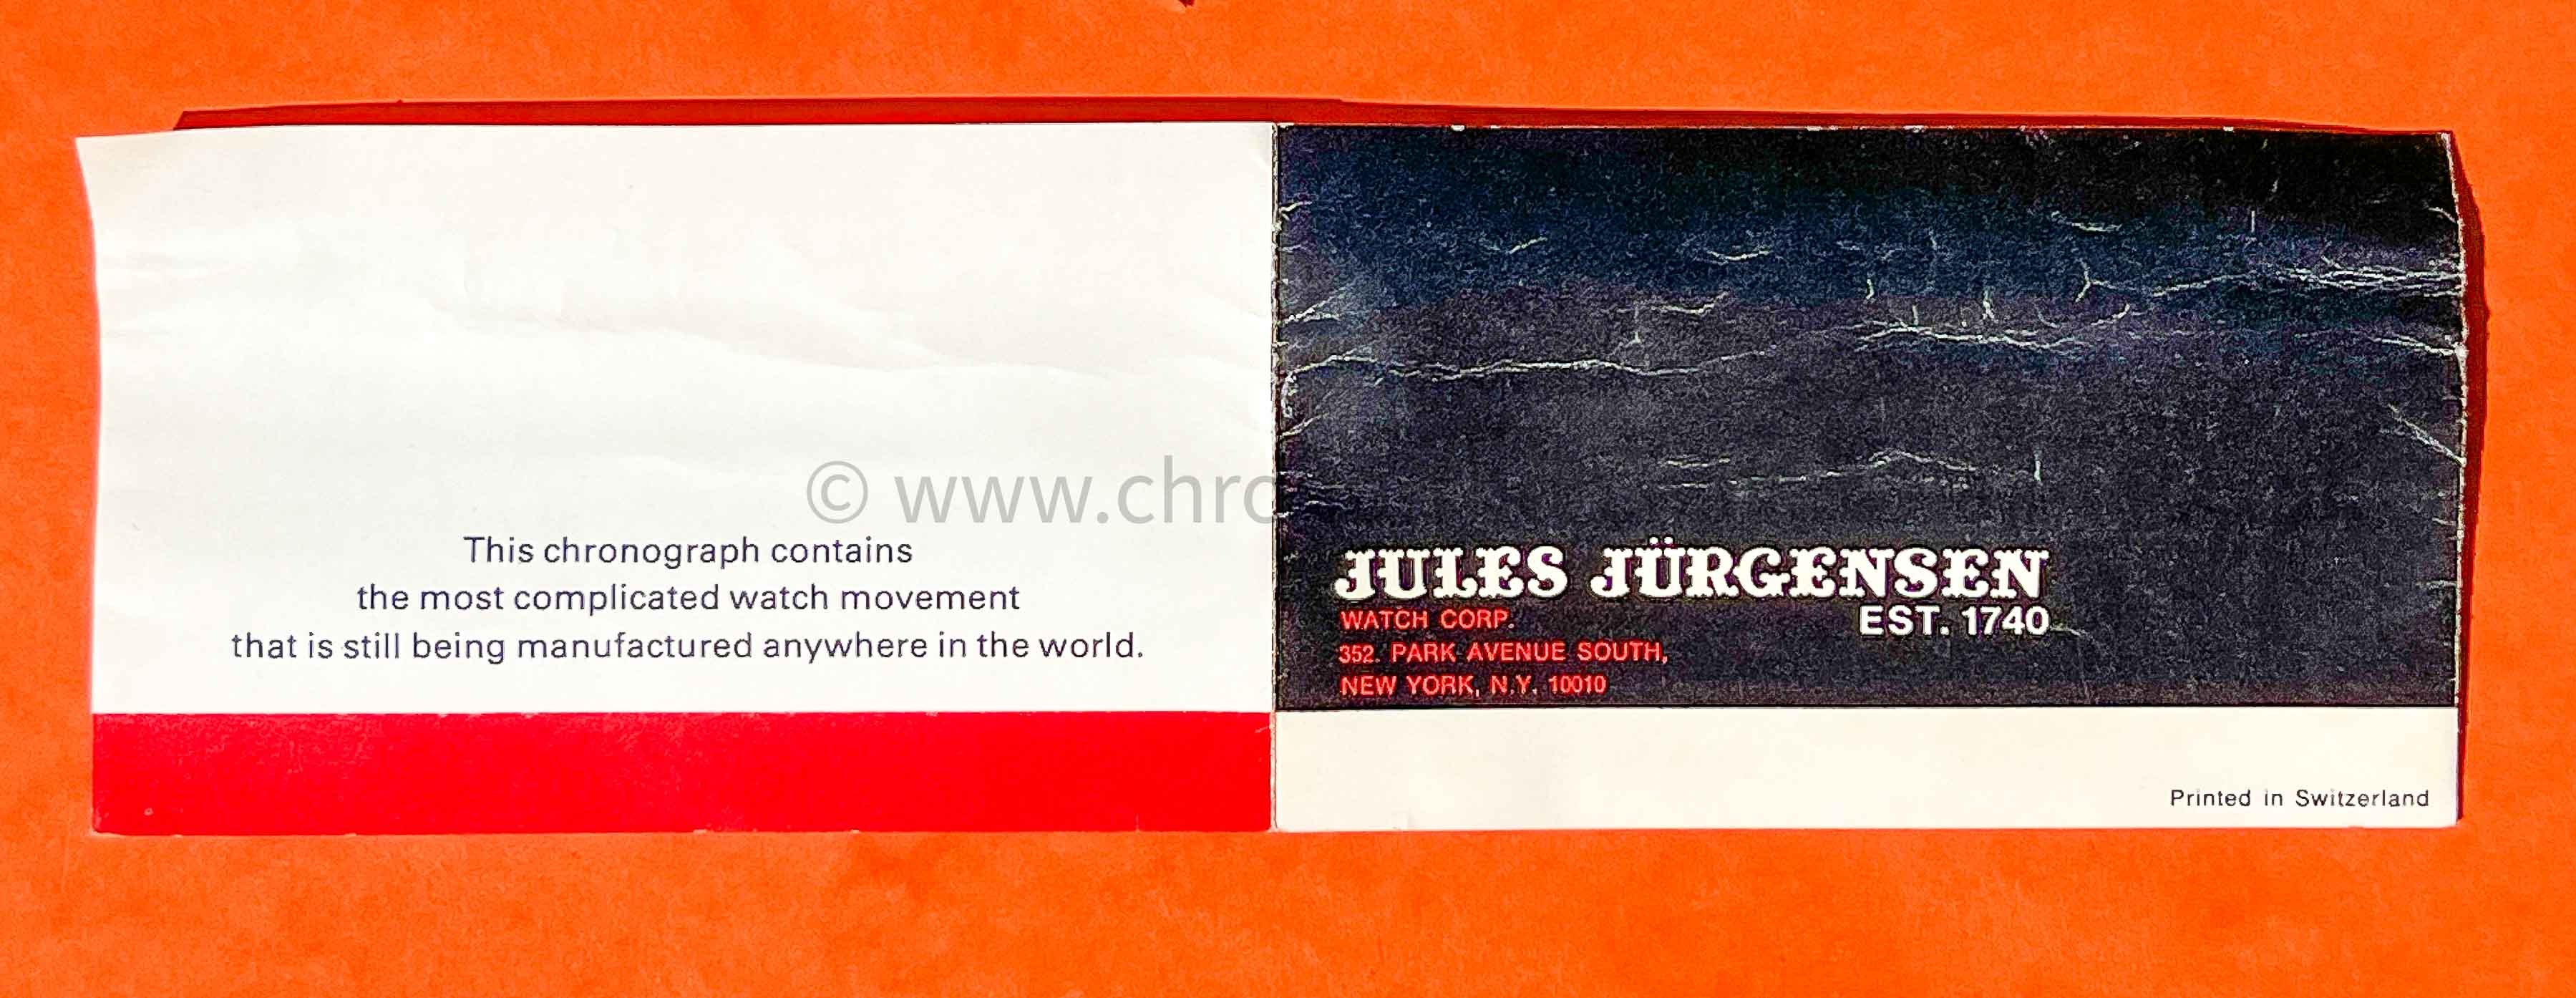 © www.chro
This chronograph contains
the most complicated watch movement
that is still being manufactured anywhere in the world.
JULES JÜRGENSEN
EST. 1740
WATCH CORP.
352. PARK AVENUE SOUTH,
NEW YORK, N.Y. 10010
Printed in Switzerland